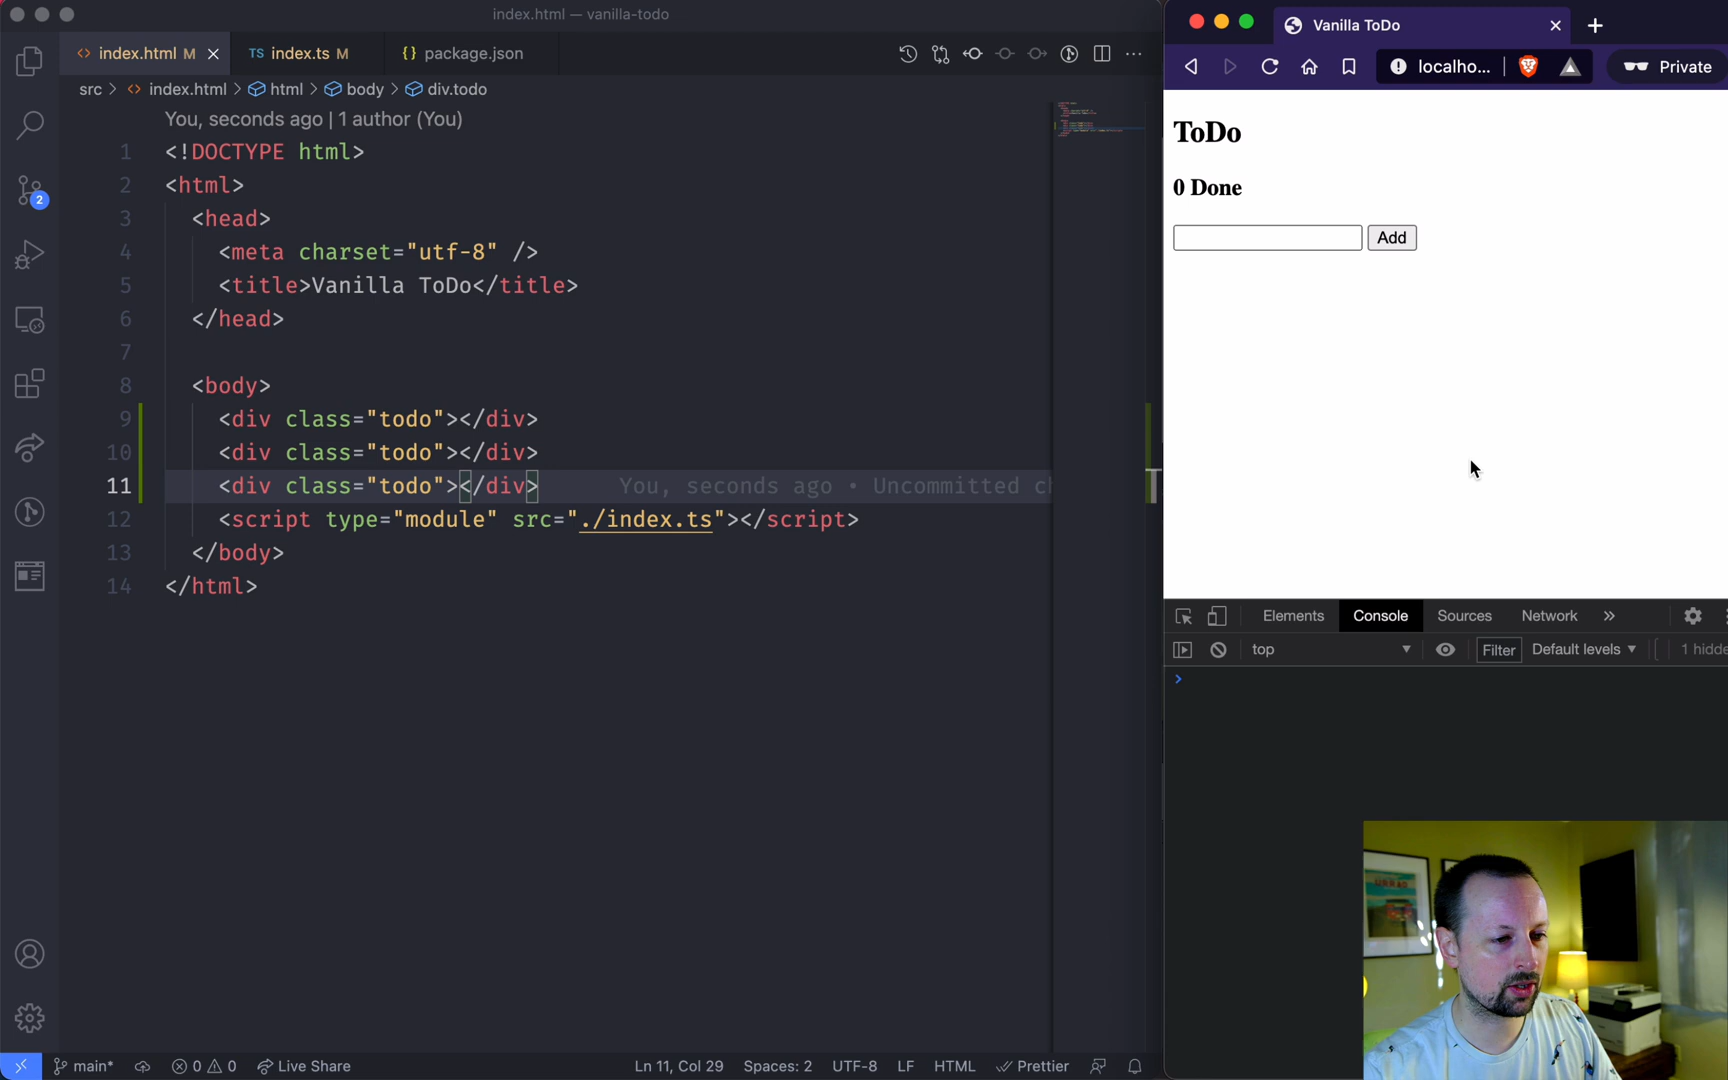 index.html — vanilla-todo
index.html M
TS index.ts M
{} package.json
src > <> index.html > html > body > div.todo
You, seconds ago | 1 author (You)
1 <!DOCTYPE html>
2 <html>
3 <head>
4 <meta charset="utf-8" />
5 <title>Vanilla ToDo</title>
6 </head>
7
8 <body>
9 <div class="todo"></div>
10 <div class="todo"></div>
11 <div class="todo"></div> You, seconds ago • Uncommitted ch
12 <script type="module" src="./index.ts"></script>
13 </body>
14 </html>
2
main*
0 0
Live Share
Ln 11, Col 29
Spaces: 2
UTF-8
LF
HTML
Prettier
Vanilla ToDo
localho...
Private
ToDo
0 Done
Add
Elements
Console
Sources
Network
top
Filter
Default levels
1 hidde